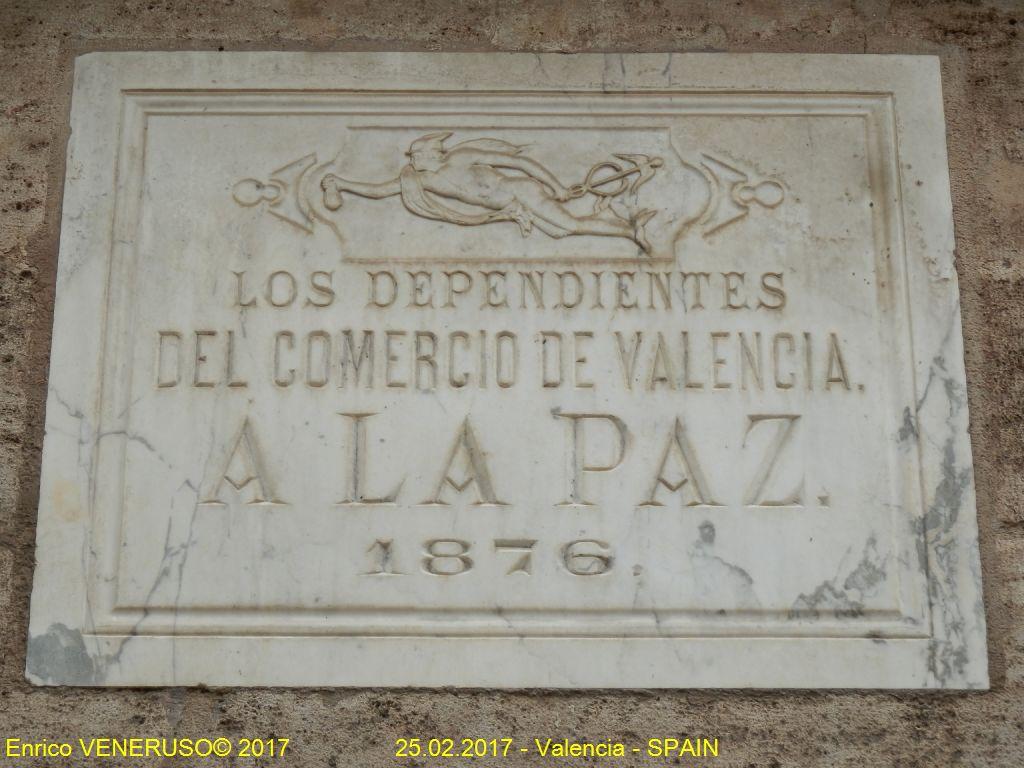 LOS DEPENDIENTES
DEL COMERCIO DE VALENCIA.
A LA PAZ.
1876.
Enrico VENERUSO© 2017 25.02.2017 - Valencia - SPAIN